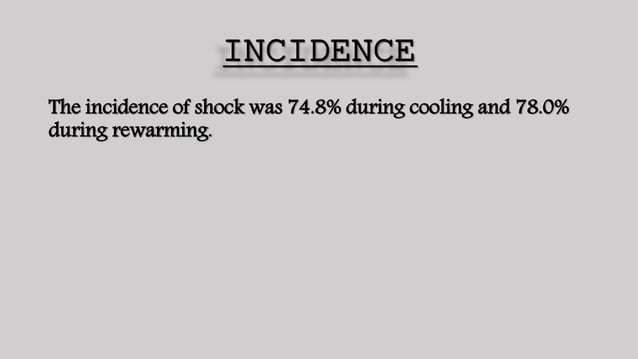 INCIDENCE
The incidence of shock was 74.8% during cooling and 78.0%
during rewarming.